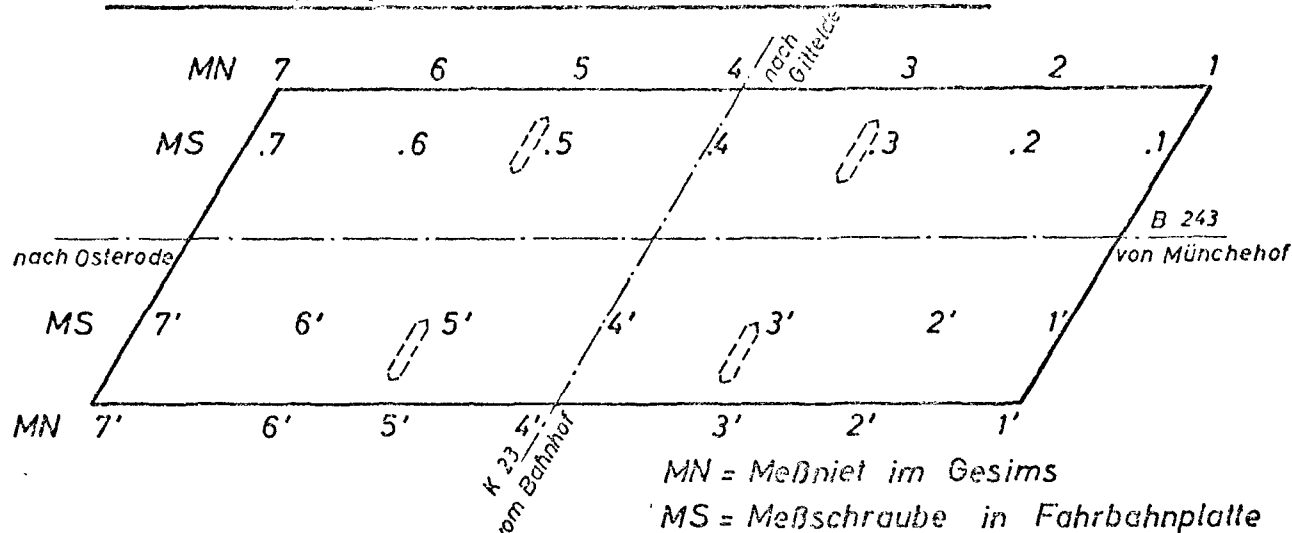 MN 7 6 5 4 3 2 1
nach
Gittelde
MS .7 .6 .5 .4 .3 .2 .1
B 243
nach Osterode
von Münchehof
MS 7' 6' 5' 4' 3' 2' 1'
MN 7' 6' 5' 4' 3' 2' 1'
K 23
vom Bahnhof
MN = Meßniet im Gesims
MS = Meßschraube in Fahrbahnplatte